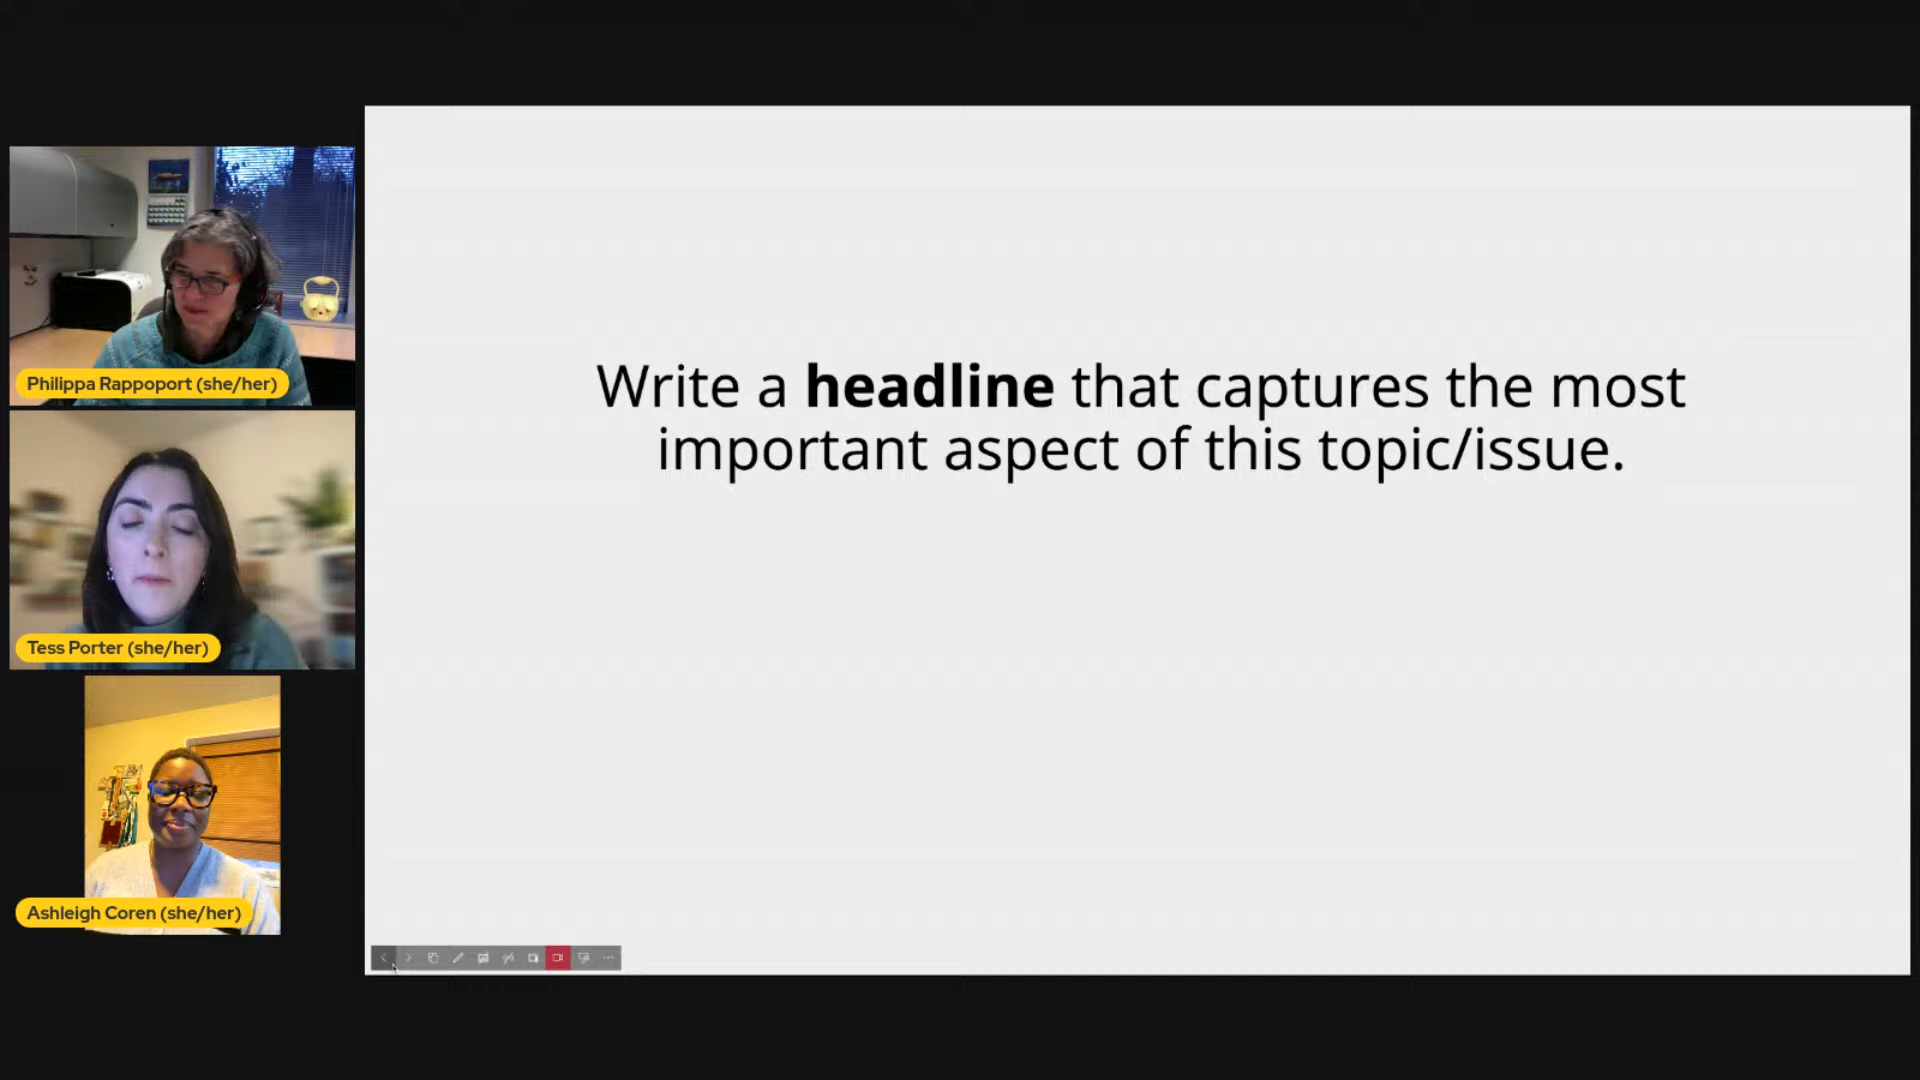 Philippa Rappoport (she/her)
Tess Porter (she/her)
Ashleigh Coren (she/her)
Write a headline that captures the most
important aspect of this topic/issue.